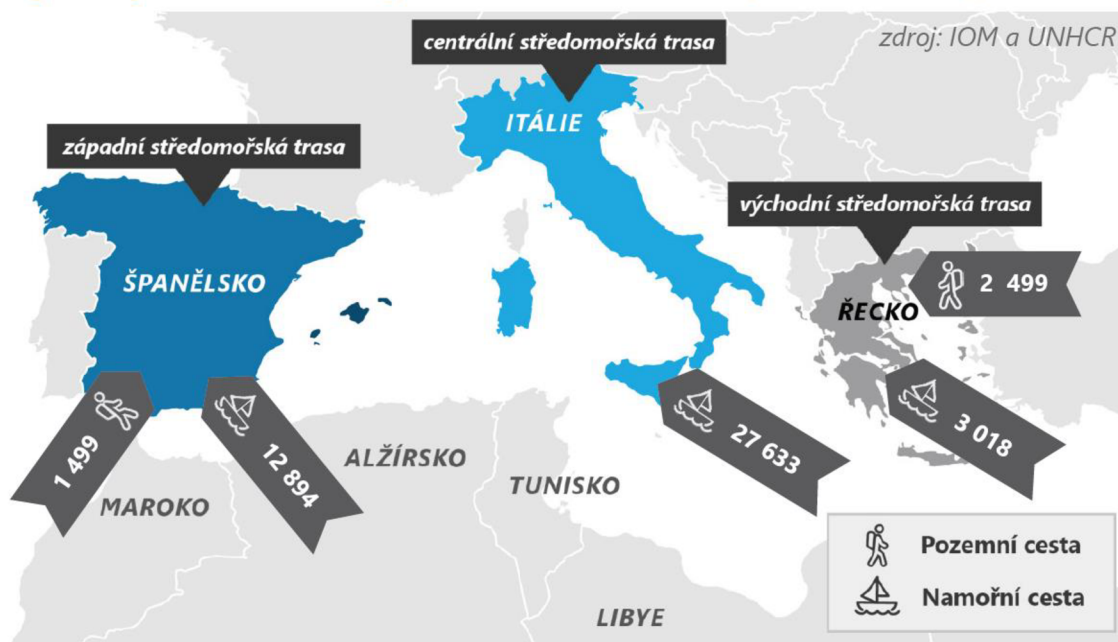 centrální středomořská trasa
zdroj: IOM a UNHCR
ITÁLIE
západní středomořská trasa
východní středomořská trasa
ŠPANĚLSKO
2 499
ŘECKO
1 499
12 894
27 633
3 018
ALŽÍRSKO
TUNISKO
MAROKO
Pozemní cesta
Namořní cesta
LIBYE